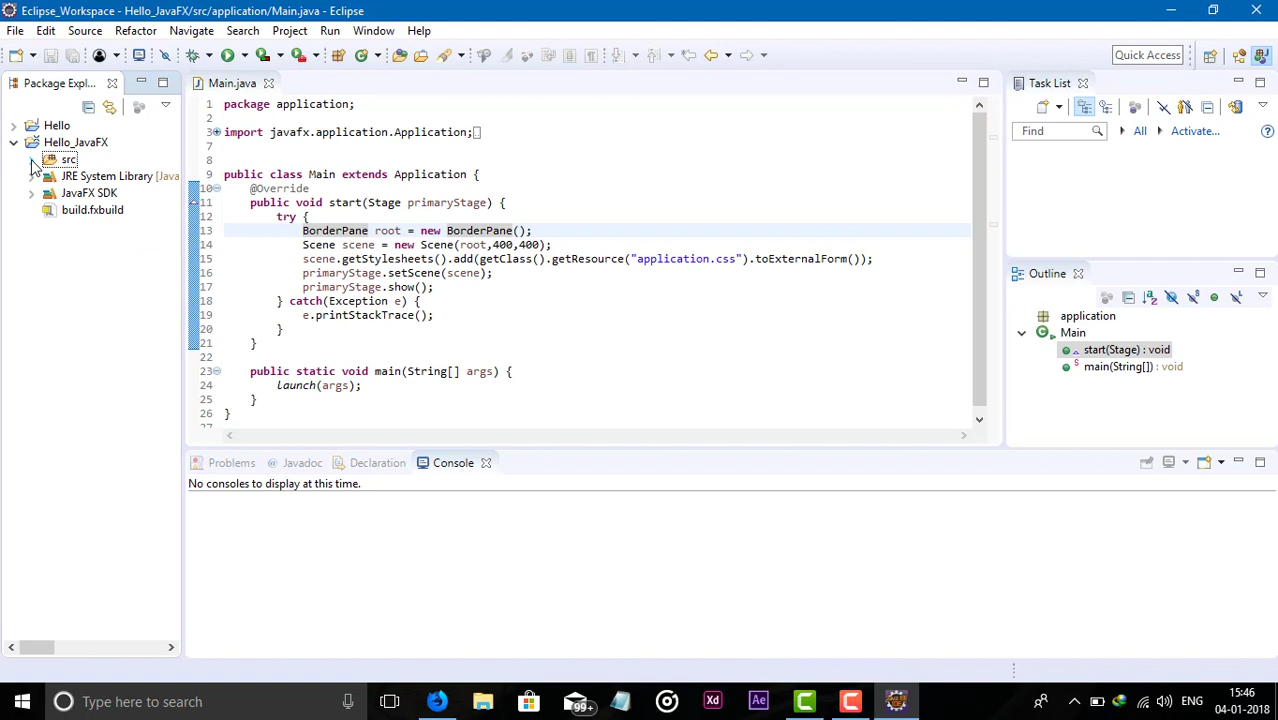 Eclipse_Workspace - Hello_JavaFX/src/application/Main.java - Eclipse
File Edit Source Refactor Navigate Search Project Run Window Help
Quick Access
Package Expl...
Main.java
Task List
Hello
Hello_JavaFX
src
JRE System Library [Java
JavaFX SDK
build.fxbuild
1 package application;
2
3 import javafx.application.Application;
7
8
9 public class Main extends Application {
10 @Override
11 public void start(Stage primaryStage) {
12 try {
13 BorderPane root = new BorderPane();
14 Scene scene = new Scene(root,400,400);
15 scene.getStylesheets().add(getClass().getResource("application.css").toExternalForm());
16 primaryStage.setScene(scene);
17 primaryStage.show();
18 } catch(Exception e) {
19 e.printStackTrace();
20 }
21 }
22
23 public static void main(String[] args) {
24 launch(args);
25 }
26 }
27
Find
All
Activate...
Outline
application
Main
start(Stage) : void
main(String[]) : void
Problems Javadoc Declaration Console
No consoles to display at this time.
Type here to search
99+
Xd
Ae
ENG
15:46
04-01-2018